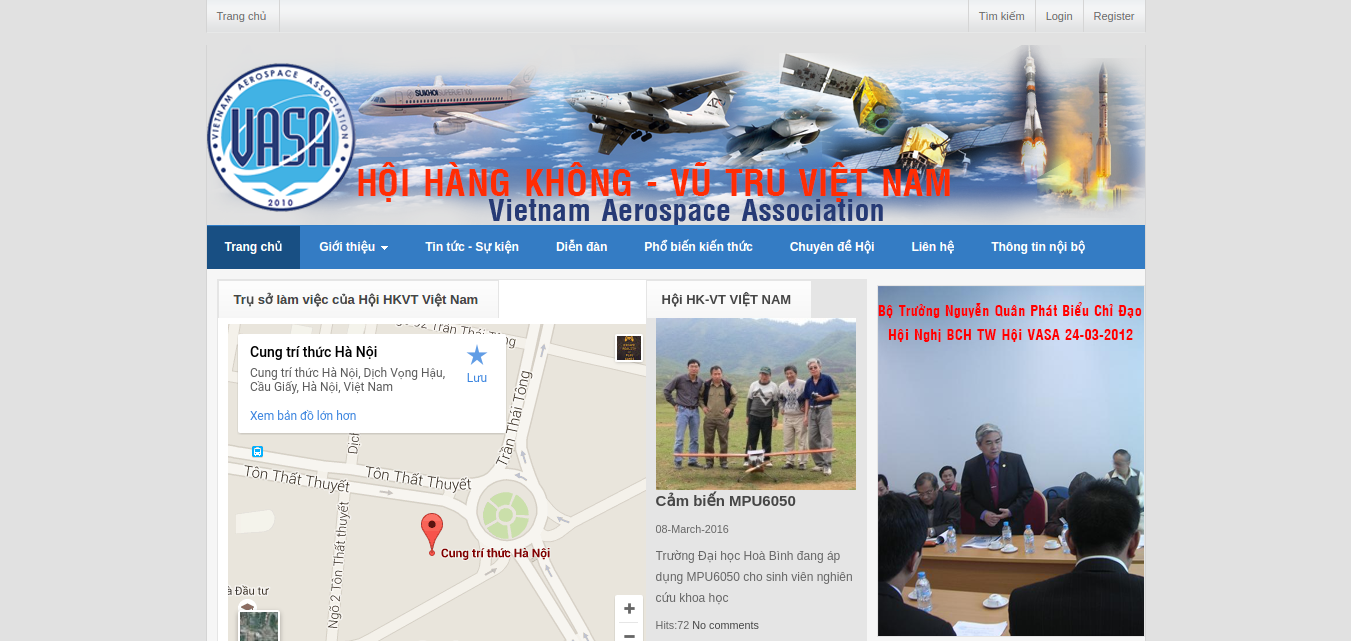 Trang chủ
Tìm kiếm
Login
Register
VIETNAM AEROSPACE ASSOCIATION
VASA
2010
SUKHOI SUPERJET 100
HỘI HÀNG KHÔNG - VŨ TRU VIỆT NAM
Vietnam Aerospace Association
Trang chủ
Giới thiệu
Tin tức - Sự kiện
Diễn đàn
Phổ biến kiến thức
Chuyên đề Hội
Liên hệ
Thông tin nội bộ
Trụ sở làm việc của Hội HKVT Việt Nam
Cung trí thức Hà Nội
Cung trí thức Hà Nội, Dịch Vọng Hậu,
Cầu Giấy, Hà Nội, Việt Nam
Xem bản đồ lớn hơn
Lưu
Trần Thái Tông
Trần Thái Tông
Dịch
Tôn Thất Thuyết
Tôn Thất Thuyết
Ngõ 2 Tôn Thất thuyết
Cung trí thức Hà Nội
à Đầu tư
+
−
Hội HK-VT VIỆT NAM
Cảm biến MPU6050
08-March-2016
Trường Đại học Hoà Bình đang áp
dụng MPU6050 cho sinh viên nghiên
cứu khoa học
Hits:72 No comments
Bộ Trưởng Nguyễn Quân Phát Biểu Chỉ Đạo
Hội Nghị BCH TW Hội VASA 24-03-2012